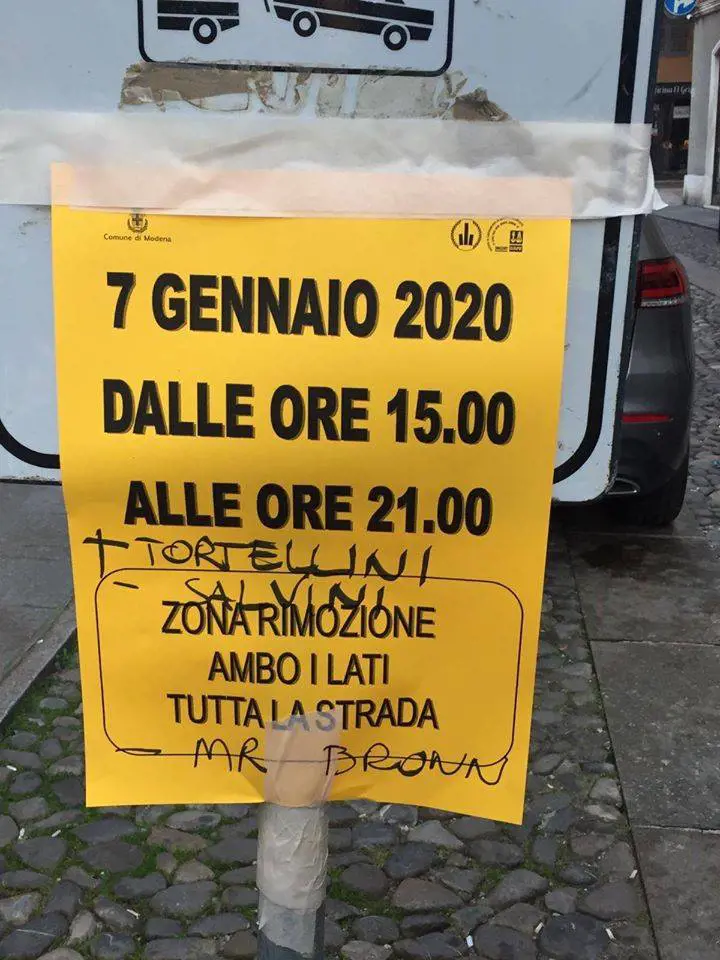 Comune di Modena
7 GENNAIO 2020
DALLE ORE 15.00
ALLE ORE 21.00
+ TORTELLINI
- SALVINI
ZONA RIMOZIONE
AMBO I LATI
TUTTA LA STRADA
- MR BRONN